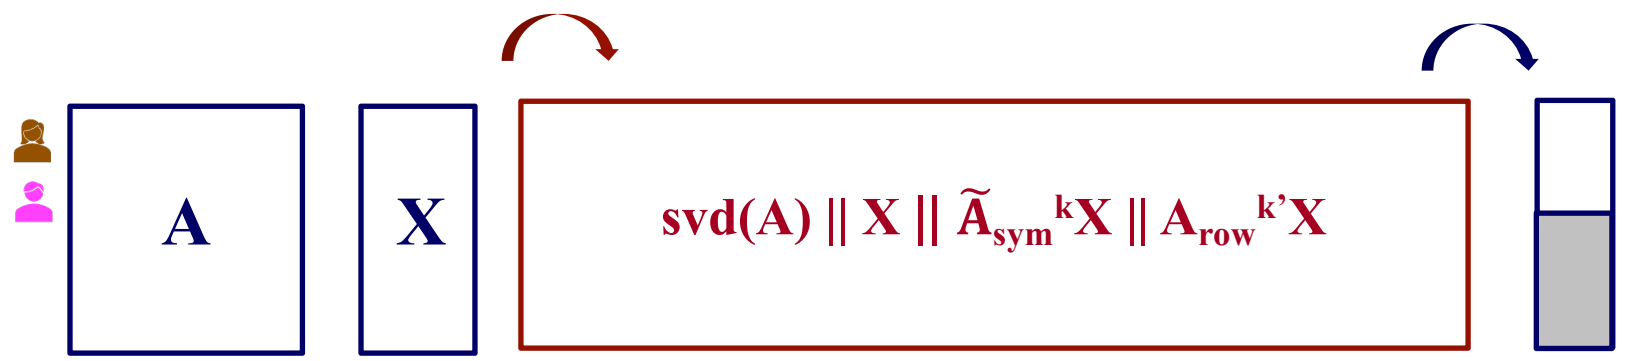 A
X
svd(A) || X || Ã_sym^k X || A_row^k’ X